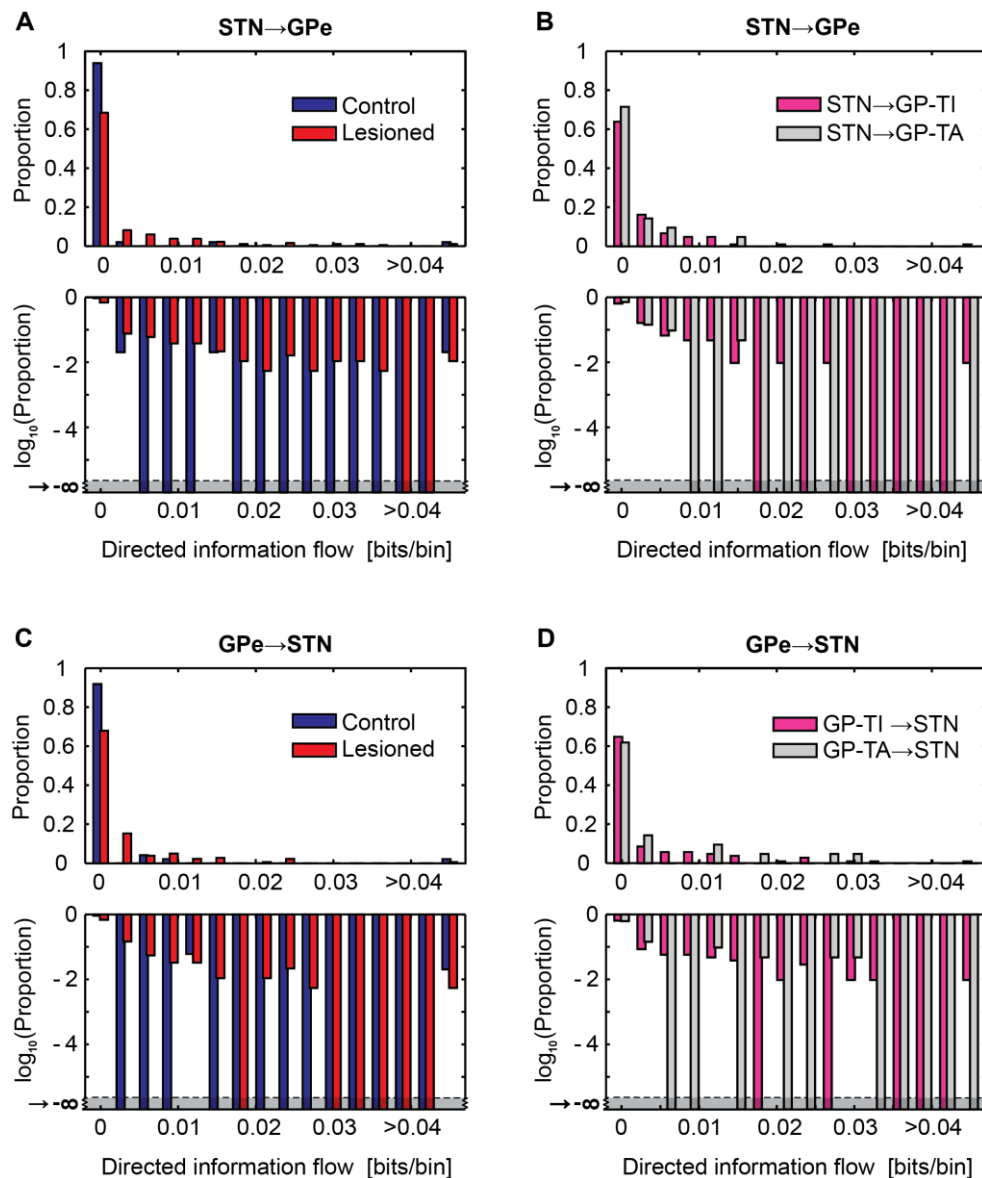 A
STN→GPe
Proportion
1
0.8
0.6
0.4
0.2
0
Control
Lesioned
0 0.01 0.02 0.03 >0.04
log₁₀(Proportion)
0
-2
-4
→-∞
0 0.01 0.02 0.03 >0.04
Directed information flow [bits/bin]
B
STN→GPe
Proportion
1
0.8
0.6
0.4
0.2
0
STN→GP-TI
STN→GP-TA
0 0.01 0.02 0.03 >0.04
log₁₀(Proportion)
0
-2
-4
→-∞
0 0.01 0.02 0.03 >0.04
Directed information flow [bits/bin]
C
GPe→STN
Proportion
1
0.8
0.6
0.4
0.2
0
Control
Lesioned
0 0.01 0.02 0.03 >0.04
log₁₀(Proportion)
0
-2
-4
→-∞
0 0.01 0.02 0.03 >0.04
Directed information flow [bits/bin]
D
GPe→STN
Proportion
1
0.8
0.6
0.4
0.2
0
GP-TI →STN
GP-TA→STN
0 0.01 0.02 0.03 >0.04
log₁₀(Proportion)
0
-2
-4
→-∞
0 0.01 0.02 0.03 >0.04
Directed information flow [bits/bin]